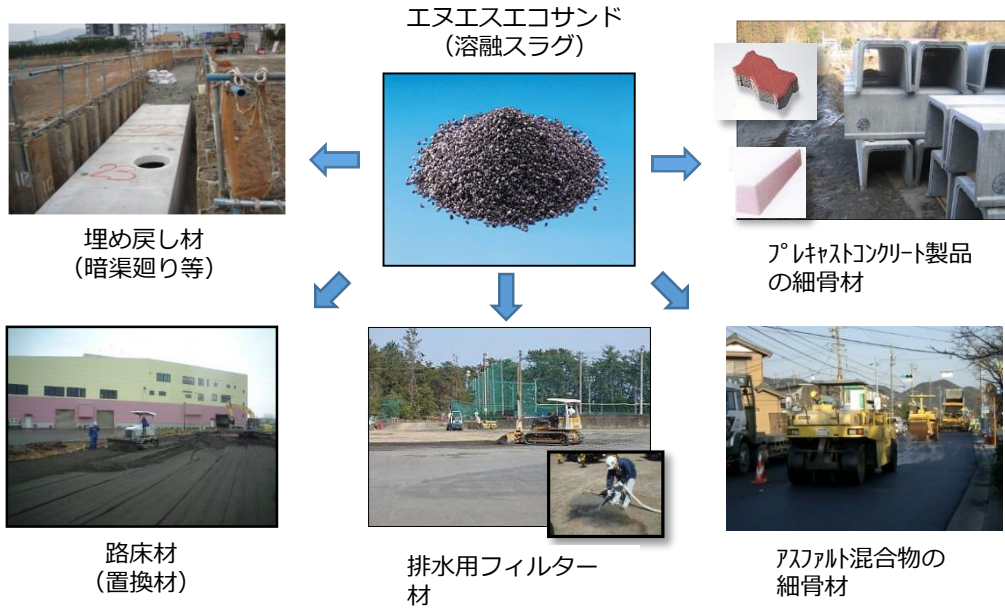 エヌエスエコサンド
（溶融スラグ）
25
埋め戻し材
（暗渠廻り等）
ﾌﾟﾚｷｬｽﾄｺﾝｸﾘｰﾄ製品
の細骨材
路床材
（置換材）
排水用フィルター
材
ｱｽﾌｧﾙﾄ混合物の
細骨材